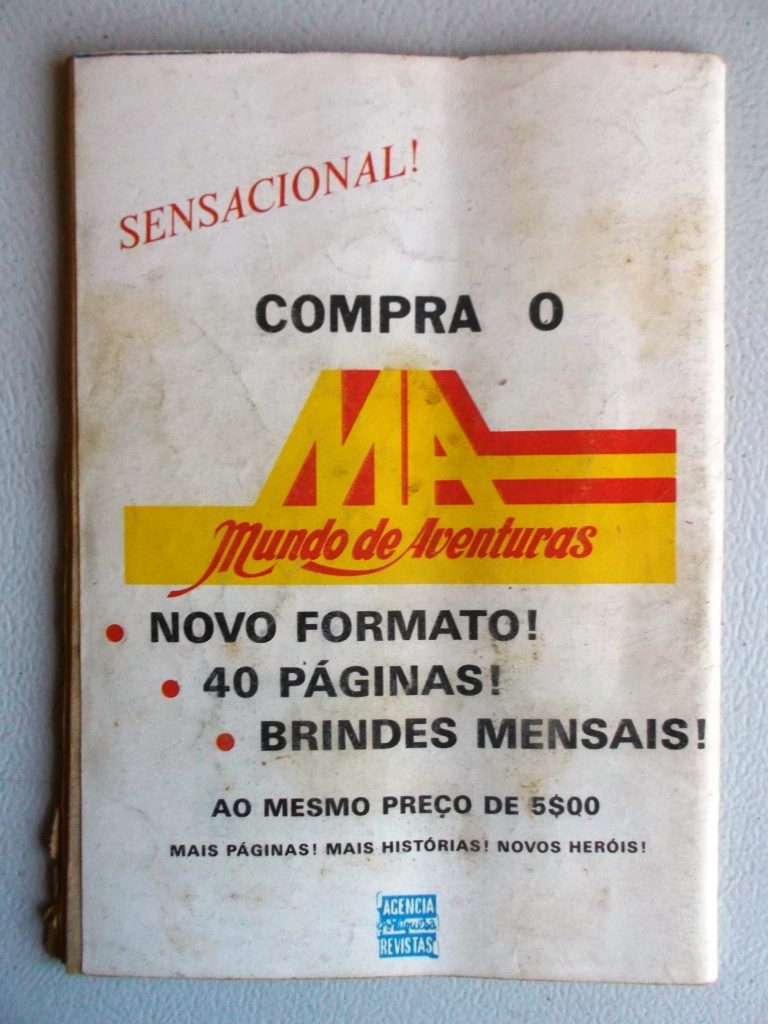 SENSACIONAL!
COMPRA O
MA
Mundo de Aventuras
• NOVO FORMATO!
• 40 PÁGINAS!
• BRINDES MENSAIS!
AO MESMO PREÇO DE 5$00
MAIS PÁGINAS! MAIS HISTÓRIAS! NOVOS HERÓIS!
AGENCIA
portuguesa
REVISTAS